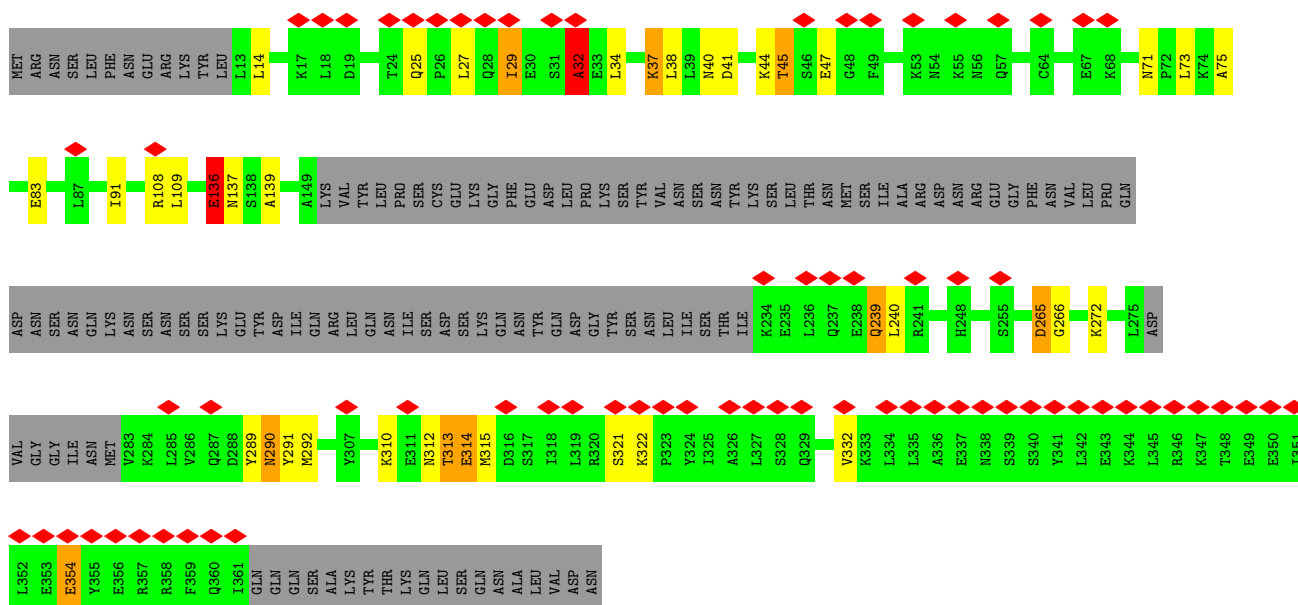 MET ARG ASN SER LEU PHE ASN GLU ARG LYS TYR LEU L13 L14 K17 L18 D19 T24 Q25 P26 L27 Q28 I29 E30 S31 A32 E33 L34 K37 L38 L39 N40 D41 K44 T45 S46 E47 G48 F49 K53 N54 K55 N56 Q57 C64 E67 K68 N71 P72 L73 K74 A75
E83 L87 I91 R108 L109 E136 N137 S138 A139 A149 LYS VAL TYR LEU PRO SER CYS GLU LYS GLY PHE GLU ASP LEU PRO LYS SER TYR VAL ASN SER ASN TYR LYS SER LEU THR ASN MET SER ILE ALA ARG ASP ASN ARG GLU GLY PHE ASN VAL LEU PRO GLN
ASP ASN SER ASN GLN LYS ASN SER ASN SER SER LYS GLU TYR ASP ILE GLN ARG LEU GLN ASN ILE SER ASP SER LYS GLN ASN TYR GLN ASP GLY TYR SER ASN LEU ILE SER THR ILE K234 E235 L236 Q237 E238 Q239 L240 R241 H248 S255 D265 G266 K272 L275 ASP
VAL GLY GLY ILE ASN MET V283 K284 L285 V286 Q287 D288 Y289 N290 Y291 M292 Y307 K310 E311 N312 T313 E314 M315 D316 S317 I318 L319 R320 S321 K322 P323 Y324 I325 A326 L327 S328 Q329 V332 K333 L334 L335 A336 E337 N338 S339 S340 Y341 L342 E343 K344 L345 R346 K347 T348 E349 E350 I351
L352 E353 E354 Y355 E356 R357 R358 F359 Q360 I361 GLN GLN GLN SER ALA LYS TYR THR LYS GLN LEU SER GLN ASN ALA LEU VAL ASP ASN